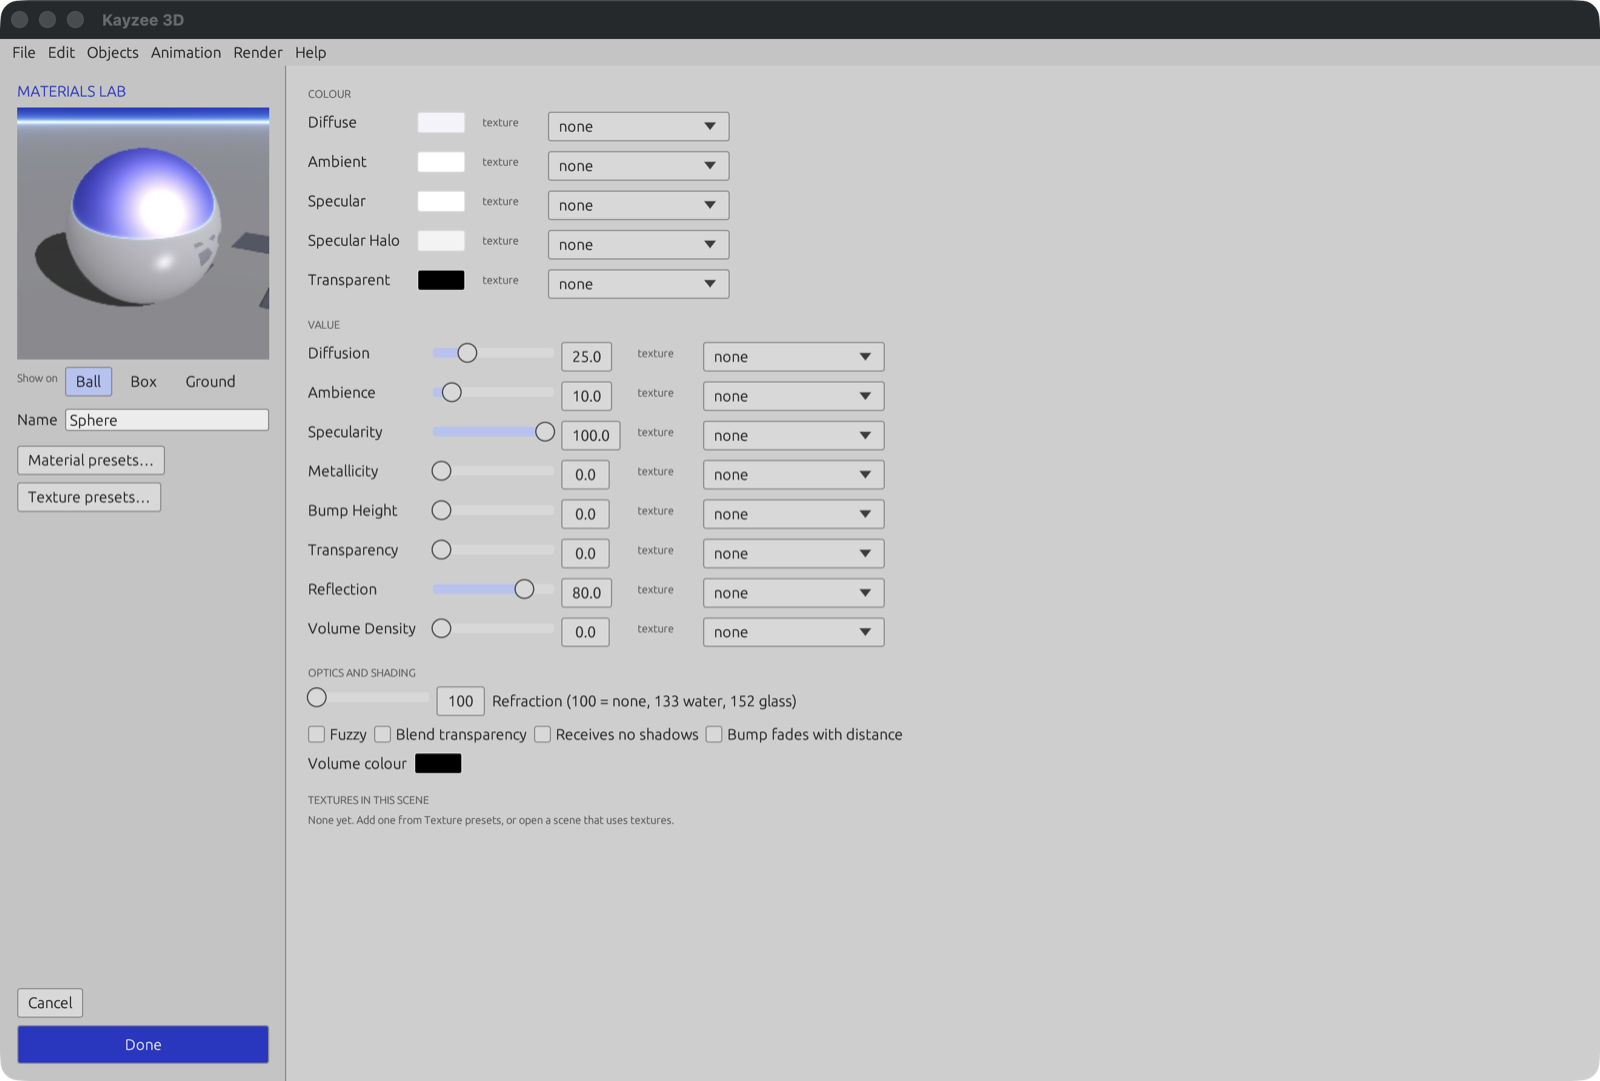 Kayzee 3D
File Edit Objects Animation Render Help
MATERIALS LAB
Show on Ball Box Ground
Name Sphere
Material presets...
Texture presets...
Cancel
Done
COLOUR
Diffuse texture none
Ambient texture none
Specular texture none
Specular Halo texture none
Transparent texture none
VALUE
Diffusion 25.0 texture none
Ambience 10.0 texture none
Specularity 100.0 texture none
Metallicity 0.0 texture none
Bump Height 0.0 texture none
Transparency 0.0 texture none
Reflection 80.0 texture none
Volume Density 0.0 texture none
OPTICS AND SHADING
100 Refraction (100 = none, 133 water, 152 glass)
Fuzzy Blend transparency Receives no shadows Bump fades with distance
Volume colour
TEXTURES IN THIS SCENE
None yet. Add one from Texture presets, or open a scene that uses textures.